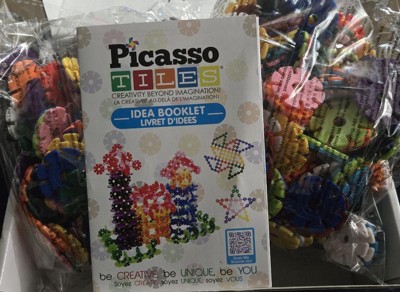 Picasso
TILES
CREATIVITY BEYOND IMAGINATION!
LA CRÉATIVITÉ AU DELÀ DE L'IMAGINATION!
IDEA BOOKLET
LIVRET D'IDÉES
be CREATIVE, be UNIQUE, be YOU
soyez CRÉATIF, soyez UNIQUE, soyez VOUS